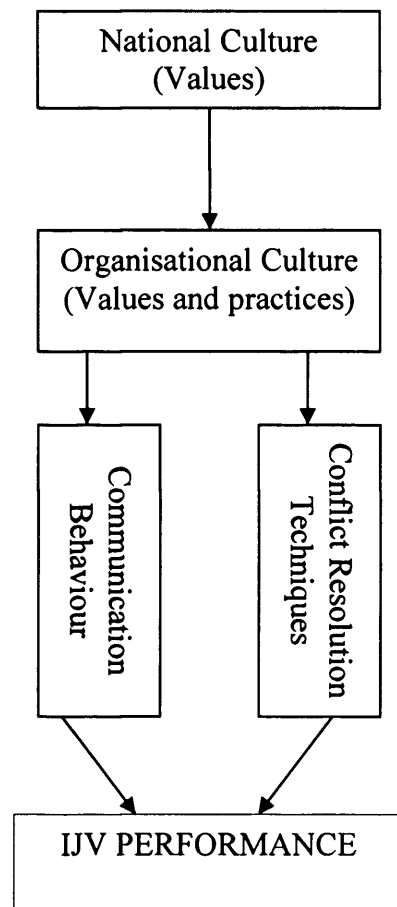 National Culture
(Values)
Organisational Culture
(Values and practices)
Communication
Behaviour
Conflict Resolution
Techniques
IJV PERFORMANCE